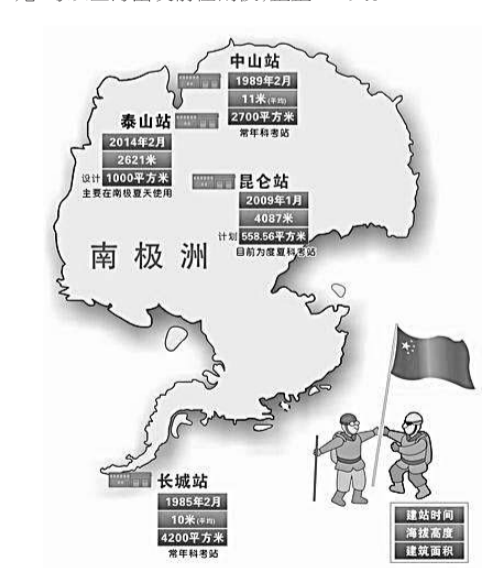 中山站
1989年2月
11米(平均)
2700平方米
常年科考站
泰山站
2014年2月
2621米
设计 1000平方米
主要在南极夏天使用
昆仑站
2009年1月
4087米
计划 558.56平方米
目前为度夏科考站
南极洲
长城站
1985年2月
10米(平均)
4200平方米
常年科考站
建站时间
海拔高度
建筑面积